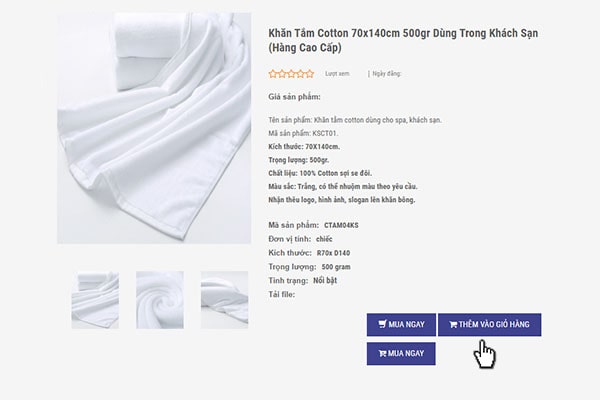 Khăn Tắm Cotton 70x140cm 500gr Dùng Trong Khách Sạn
(Hàng Cao Cấp)
Lượt xem: | Ngày đăng:
Giá sản phẩm:
Tên sản phẩm: Khăn tắm cotton dùng cho spa, khách sạn.
Mã sản phẩm: KSCT01.
Kích thước: 70X140cm.
Trọng lượng: 500gr.
Chất liệu: 100% Cotton sợi se đôi.
Màu sắc: Trắng, có thể nhuộm màu theo yêu cầu.
Nhận thêu logo, hình ảnh, slogan lên khăn bông.
Mã sản phẩm: CTAM04KS
Đơn vị tính: chiếc
Kích thước: R70x D140
Trọng lượng: 500 gram
Tình trạng: Nổi bật
Tải file:
MUA NGAY THÊM VÀO GIỎ HÀNG
MUA NGAY